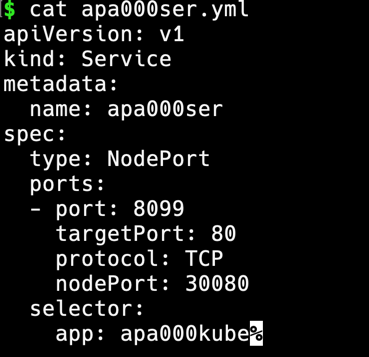 $ cat apa000ser.yml
apiVersion: v1
kind: Service
metadata:
  name: apa000ser
spec:
  type: NodePort
  ports:
  - port: 8099
    targetPort: 80
    protocol: TCP
    nodePort: 30080
  selector:
    app: apa000kube%